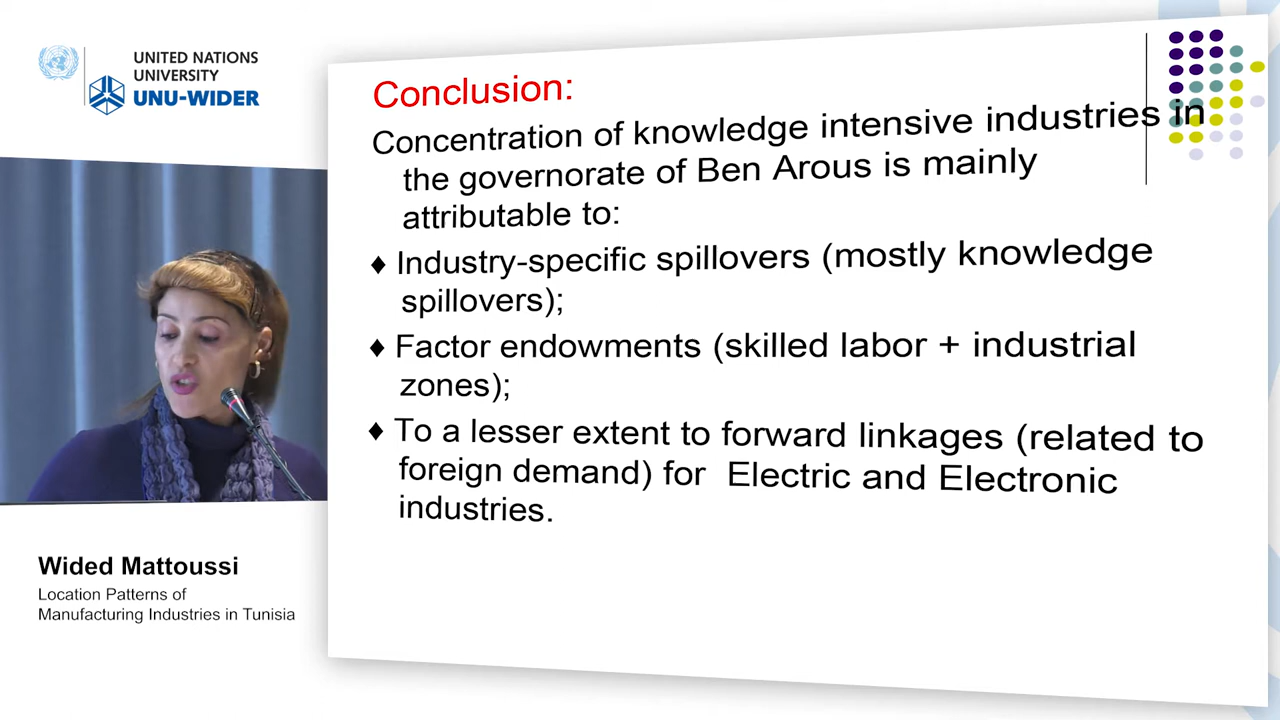 UNITED NATIONS
UNIVERSITY
UNU-WIDER
Conclusion:
Concentration of knowledge intensive industries in
the governorate of Ben Arous is mainly
attributable to:
♦ Industry-specific spillovers (mostly knowledge
spillovers);
♦ Factor endowments (skilled labor + industrial
zones);
♦ To a lesser extent to forward linkages (related to
foreign demand) for Electric and Electronic
industries.
Wided Mattoussi
Location Patterns of
Manufacturing Industries in Tunisia